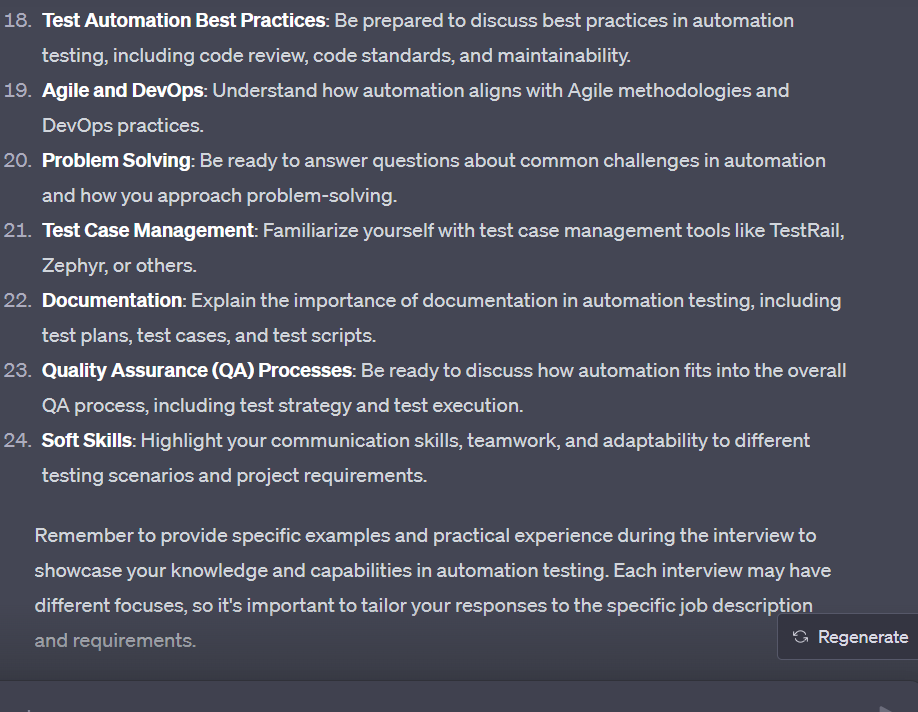 18. Test Automation Best Practices: Be prepared to discuss best practices in automation
testing, including code review, code standards, and maintainability.
19. Agile and DevOps: Understand how automation aligns with Agile methodologies and
DevOps practices.
20. Problem Solving: Be ready to answer questions about common challenges in automation
and how you approach problem-solving.
21. Test Case Management: Familiarize yourself with test case management tools like TestRail,
Zephyr, or others.
22. Documentation: Explain the importance of documentation in automation testing, including
test plans, test cases, and test scripts.
23. Quality Assurance (QA) Processes: Be ready to discuss how automation fits into the overall
QA process, including test strategy and test execution.
24. Soft Skills: Highlight your communication skills, teamwork, and adaptability to different
testing scenarios and project requirements.
Remember to provide specific examples and practical experience during the interview to
showcase your knowledge and capabilities in automation testing. Each interview may have
different focuses, so it's important to tailor your responses to the specific job description
and requirements.
Regenerate